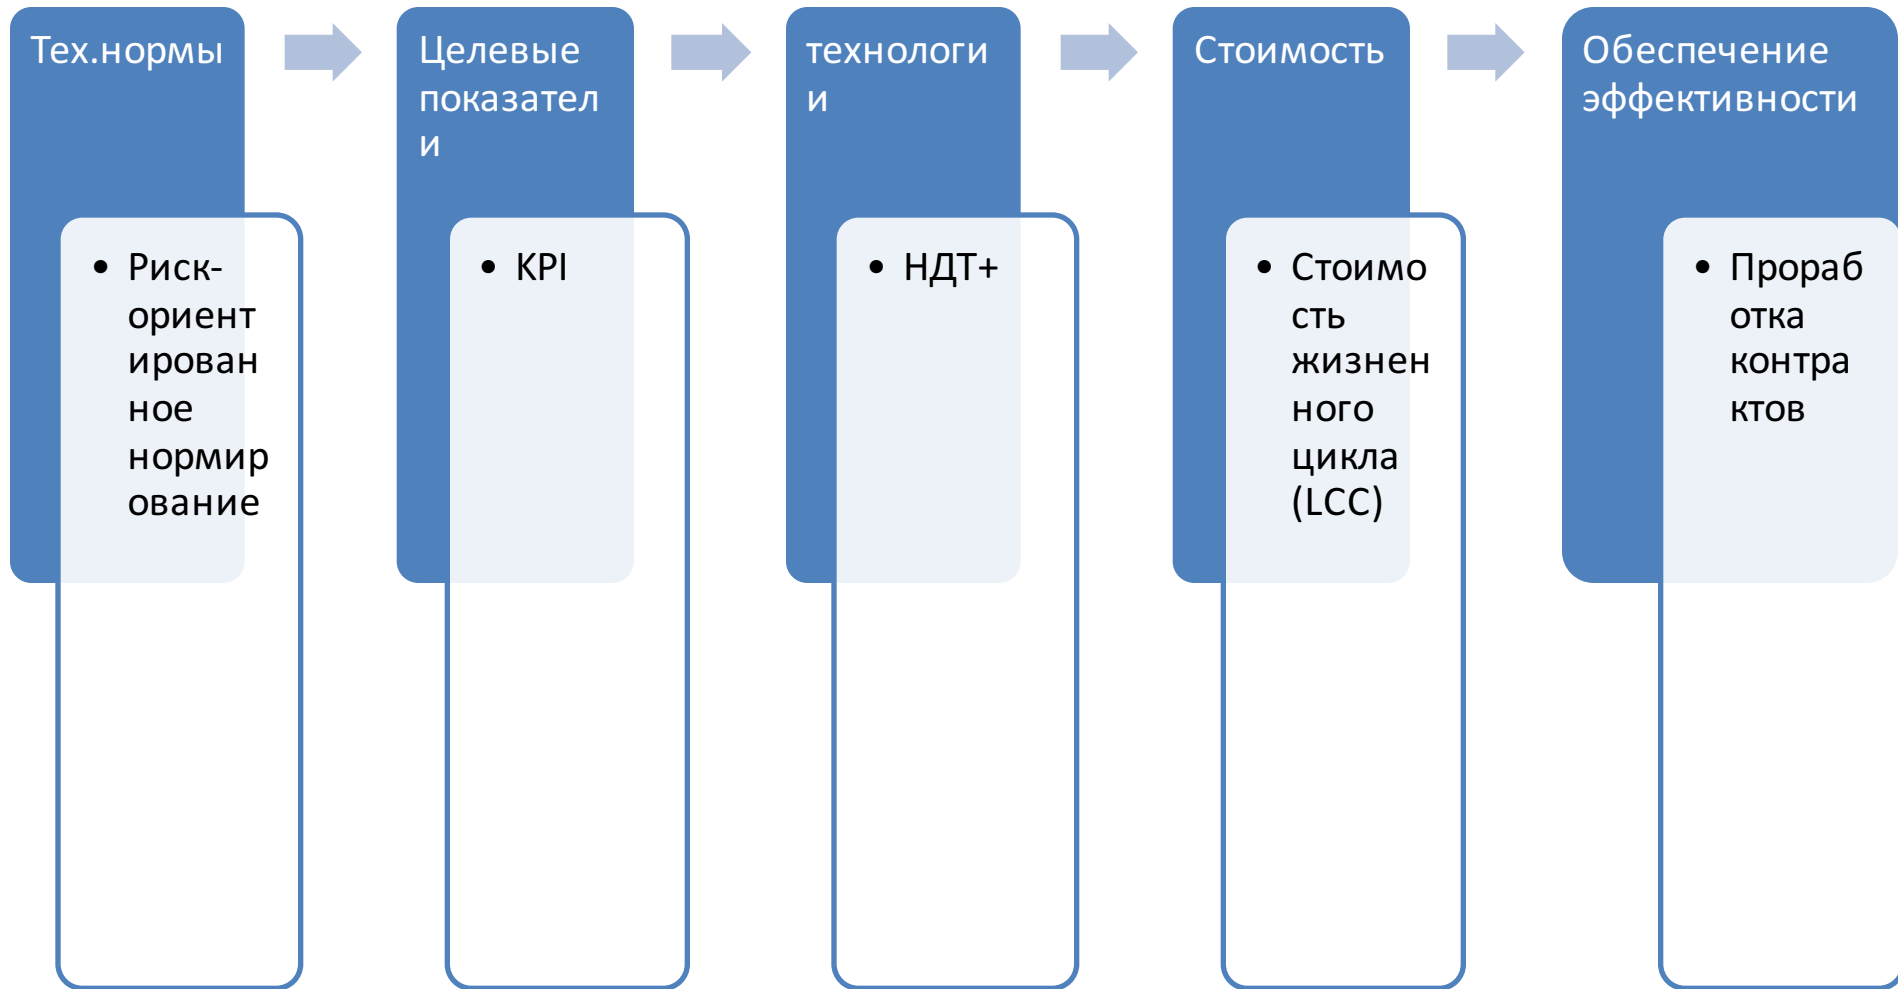 Тех.нормы
Целевые
показател
и
технологи
и
Стоимость
Обеспечение
эффективности
• Риск-
ориент
ирован
ное
нормир
ование
• KPI
• НДТ+
• Стоимо
сть
жизнен
ного
цикла
(LCC)
• Прораб
отка
контра
ктов